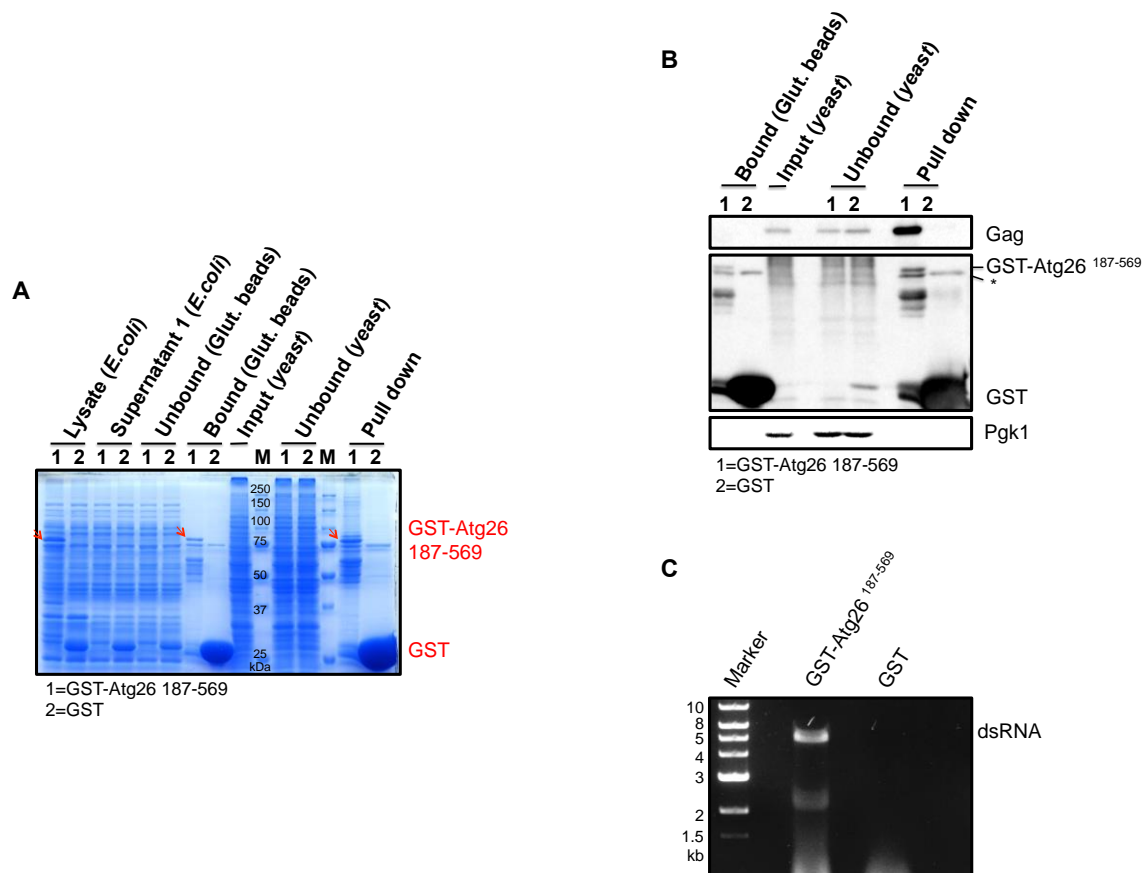 A
Lysate (E.coli)
Supernatant 1 (E.coli)
Unbound (Glut. beads)
Bound (Glut. beads)
Input (yeast)
Unbound (yeast)
Pull down
1 2 1 2 1 2 1 2 M 1 2 M 1 2
250
150
100
75
50
37
25
kDa
GST-Atg26
187-569
GST
1=GST-Atg26 187-569
2=GST
B
Bound (Glut. beads)
Input (yeast)
Unbound (yeast)
Pull down
1 2 1 2 1 2
Gag
GST-Atg26 187-569
*
GST
Pgk1
1=GST-Atg26 187-569
2=GST
C
Marker
GST-Atg26 187-569
GST
10
8
5
4
3
2
1.5
kb
dsRNA